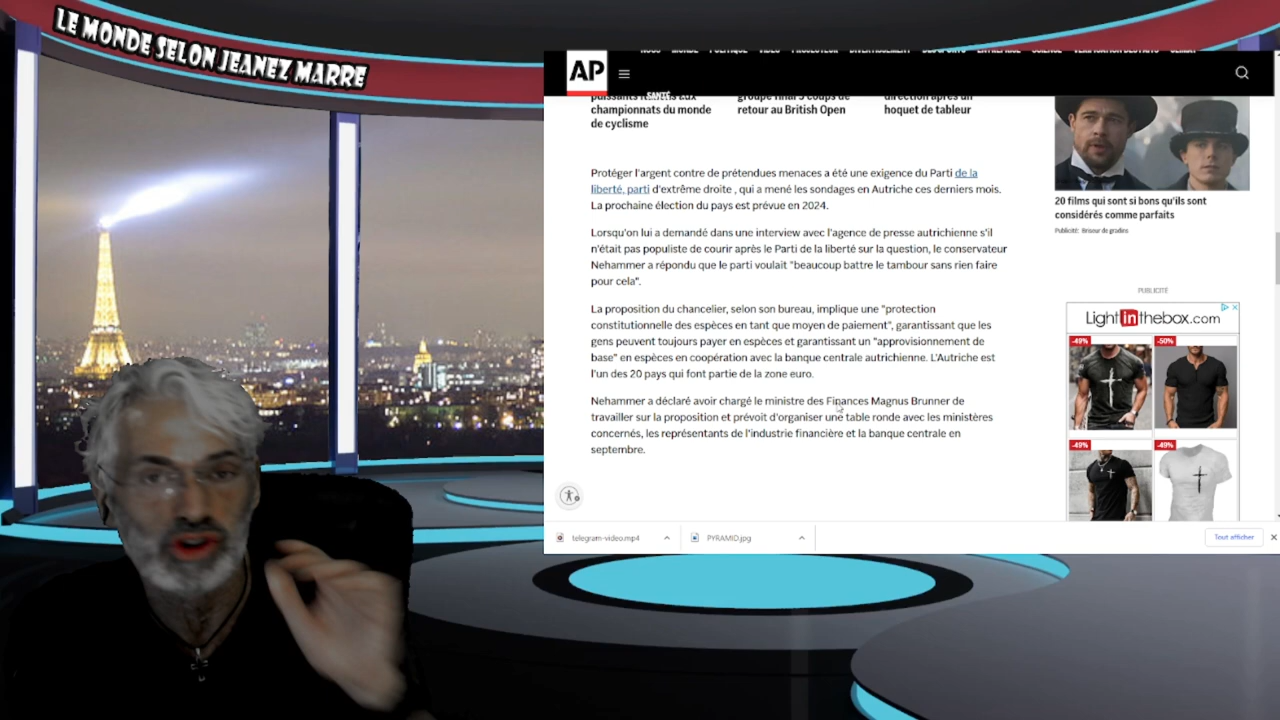 LE MONDE SELON JEANEZ MARRE
AP
SANTÉ
championnats du monde
de cyclisme
groupe final 3 coups de
retour au British Open
direction après un
hoquet de tableur
Protéger l'argent contre de prétendues menaces a été une exigence du Parti de la
liberté, parti d'extrême droite , qui a mené les sondages en Autriche ces derniers mois.
La prochaine élection du pays est prévue en 2024.
Lorsqu'on lui a demandé dans une interview avec l'agence de presse autrichienne s'il
n'était pas populiste de courir après le Parti de la liberté sur la question, le conservateur
Nehammer a répondu que le parti voulait "beaucoup battre le tambour sans rien faire
pour cela".
La proposition du chancelier, selon son bureau, implique une "protection
constitutionnelle des espèces en tant que moyen de paiement", garantissant que les
gens peuvent toujours payer en espèces et garantissant un "approvisionnement de
base" en espèces en coopération avec la banque centrale autrichienne. L'Autriche est
l'un des 20 pays qui font partie de la zone euro.
Nehammer a déclaré avoir chargé le ministre des Finances Magnus Brunner de
travailler sur la proposition et prévoit d'organiser une table ronde avec les ministères
concernés, les représentants de l'industrie financière et la banque centrale en
septembre.
20 films qui sont si bons qu'ils sont
considérés comme parfaits
Publicité: Briseur de gradins
PUBLICITÉ
Lightinthebox.com
-49%
-50%
-49%
-49%
telegram-video.mp4
PYRAMID.jpg
Tout afficher